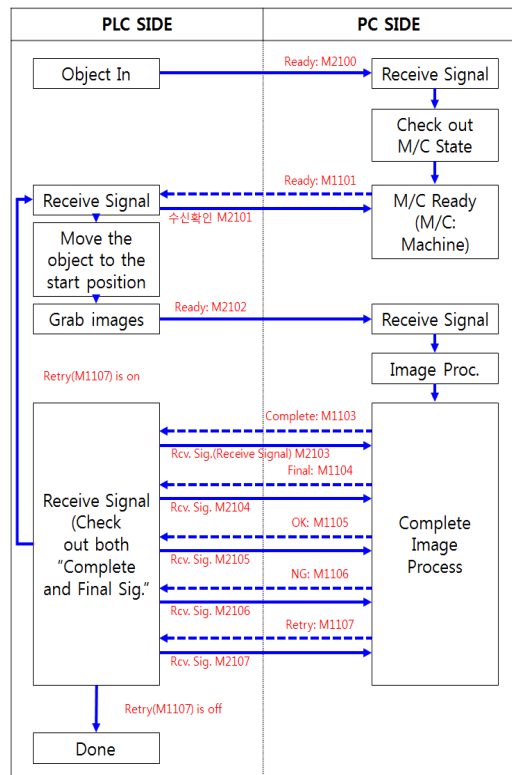 PLC SIDE
PC SIDE
Object In
Ready: M2100
Receive Signal
Check out
M/C State
Ready: M1101
Receive Signal
수신확인 M2101
M/C Ready
(M/C:
Machine)
Move the
object to the
start position
Grab images
Ready: M2102
Receive Signal
Image Proc.
Retry(M1107) is on
Complete: M1103
Rcv. Sig.(Receive Signal) M2103
Final: M1104
Rcv. Sig. M2104
OK: M1105
Rcv. Sig. M2105
NG: M1106
Rcv. Sig. M2106
Retry: M1107
Rcv. Sig. M2107
Receive Signal
(Check
out both
“Complete
and Final Sig.”
Complete
Image
Process
Retry(M1107) is off
Done